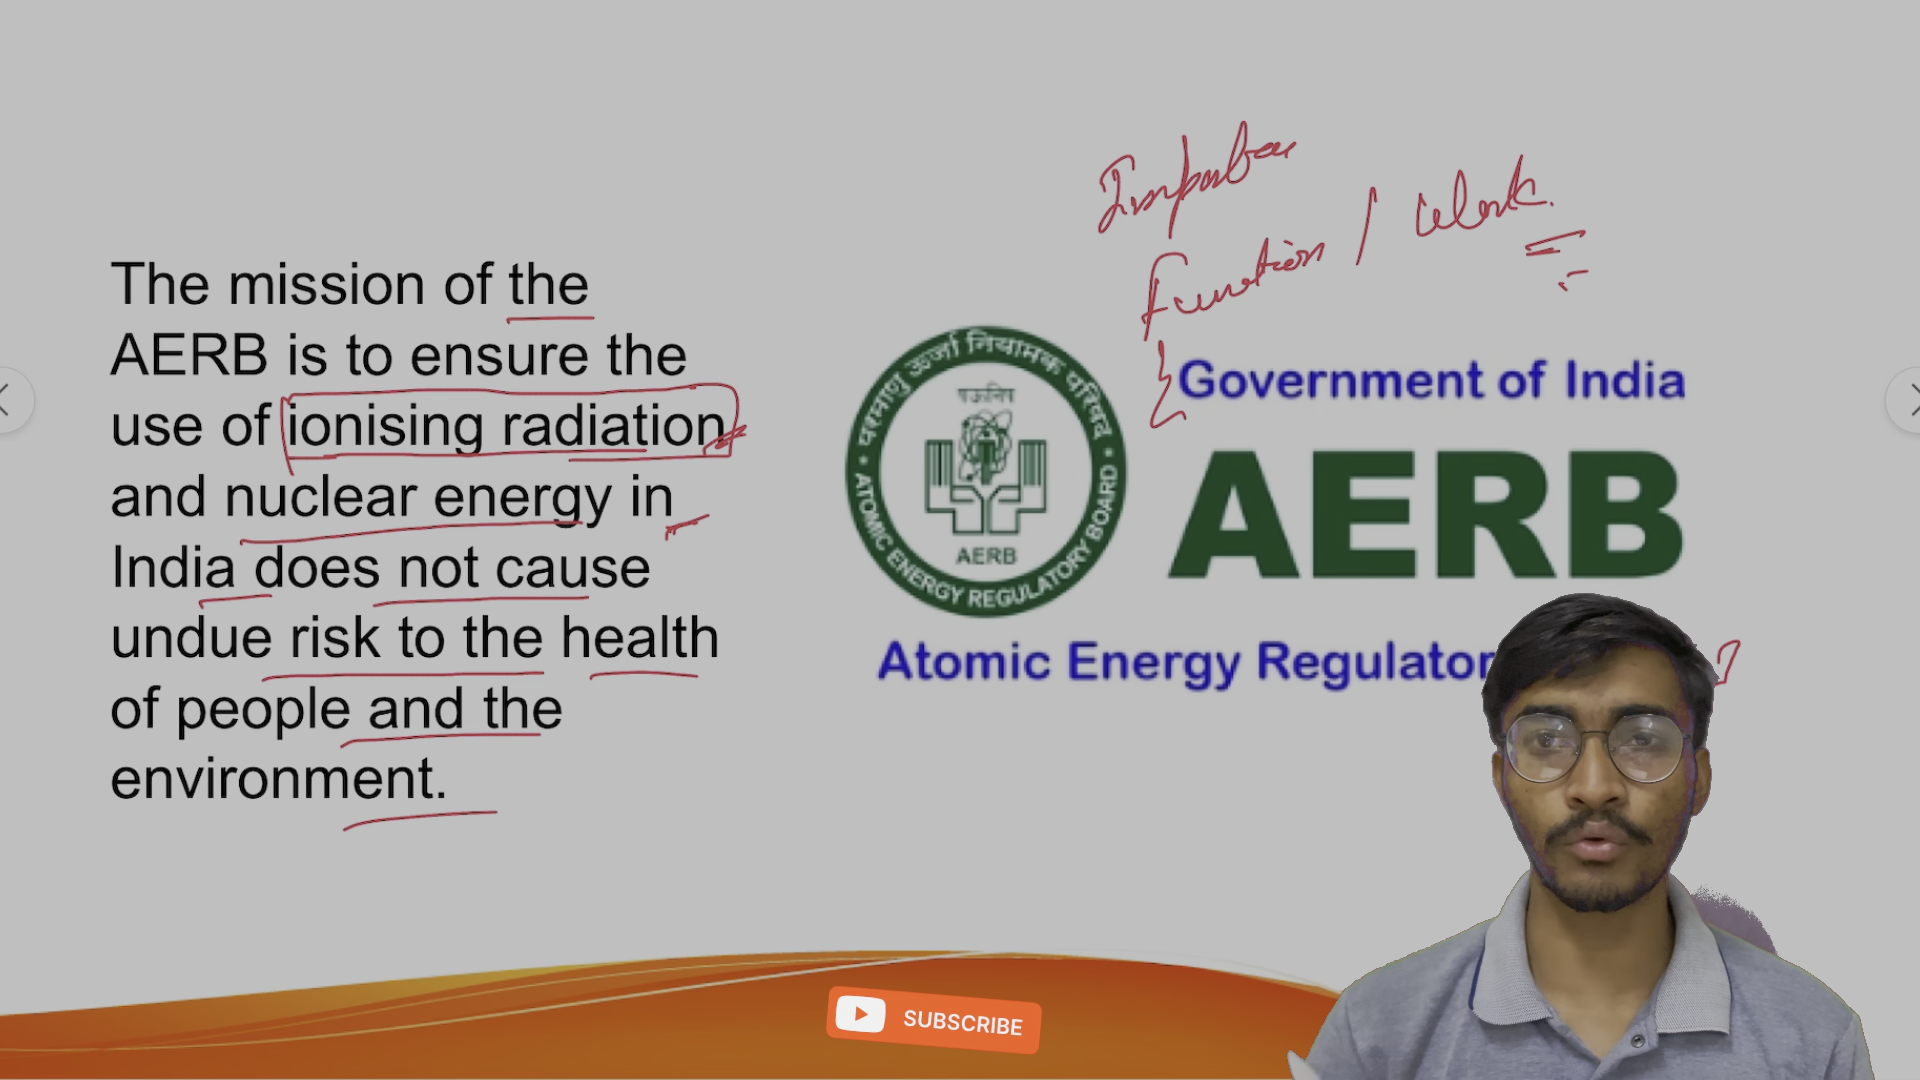 The mission of the
AERB is to ensure the
use of ionising radiation
and nuclear energy in
India does not cause
undue risk to the health
of people and the
environment.
Function / Work
Government of India
AERB
Atomic Energy
परमाणु ऊर्जा नियामक परिषद
पऊनिप
AERB
ATOMIC ENERGY REGULATORY BOARD
SUBSCRIBE